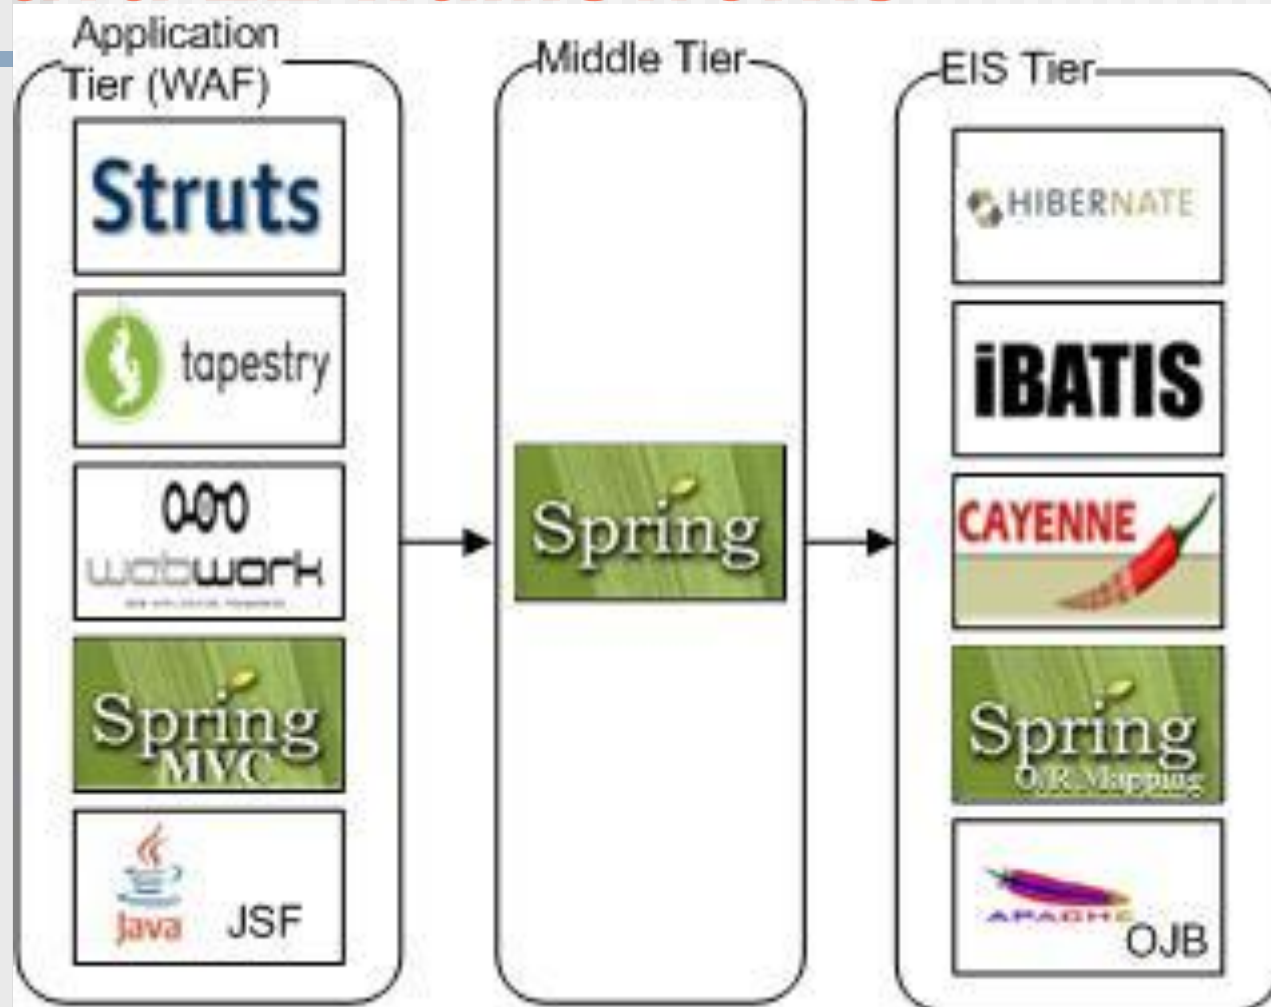 Application
Tier (WAF)
Struts
tapestry
webwork
Spring
MVC
Java JSF
Middle Tier
Spring
EIS Tier
HIBERNATE
iBATIS
CAYENNE
Spring
O/R Mapping
APACHE
OJB